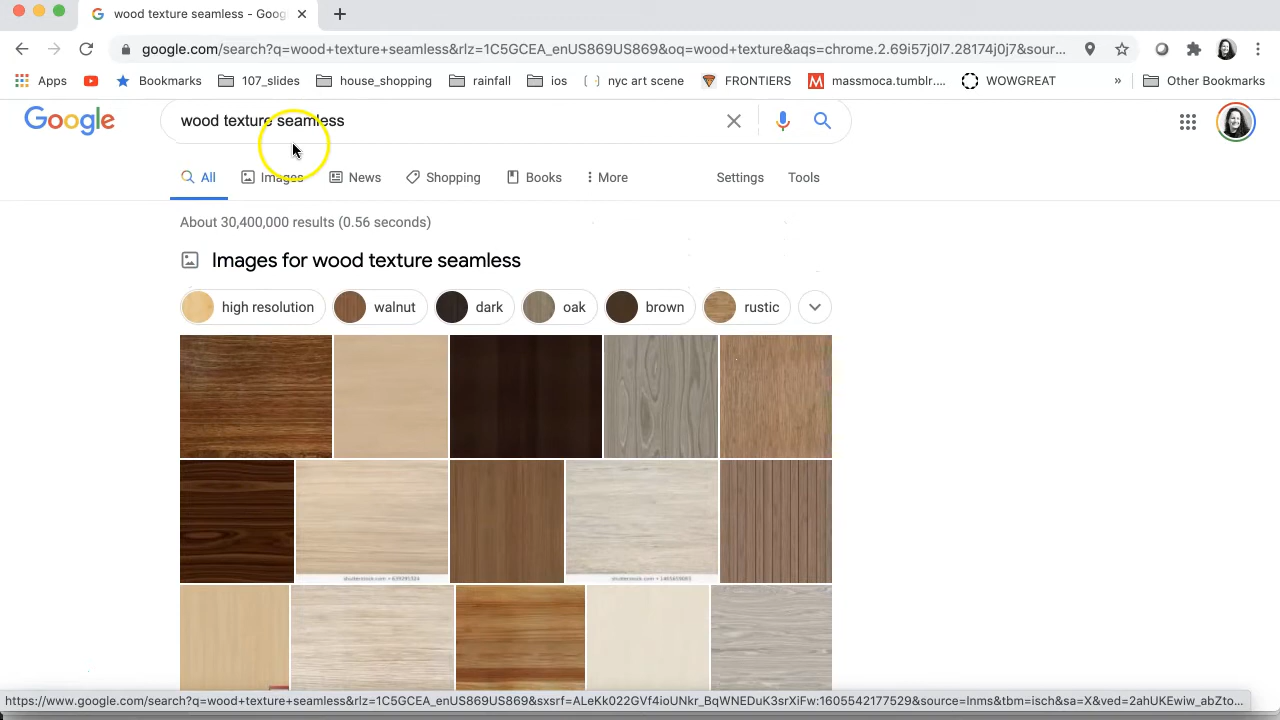 wood texture seamless - Goog
google.com/search?q=wood+texture+seamless&rlz=1C5GCEA_enUS869US869&oq=wood+texture&aqs=chrome.2.69i57j0l7.28174j0j7&sour...
Apps Bookmarks 107_slides house_shopping rainfall ios nyc art scene FRONTIERS massmoca.tumblr.... WOWGREAT » Other Bookmarks
Google wood texture seamless
All Images News Shopping Books More Settings Tools
About 30,400,000 results (0.56 seconds)
Images for wood texture seamless
high resolution walnut dark oak brown rustic
https://www.google.com/search?q=wood+texture+seamless&rlz=1C5GCEA_enUS869US869&sxsrf=ALeKk022GVf4ioUNkr_BqWNEDuK3srXiFw:1605542177529&source=lnms&tbm=isch&sa=X&ved=2ahUKEwiw_abZto...